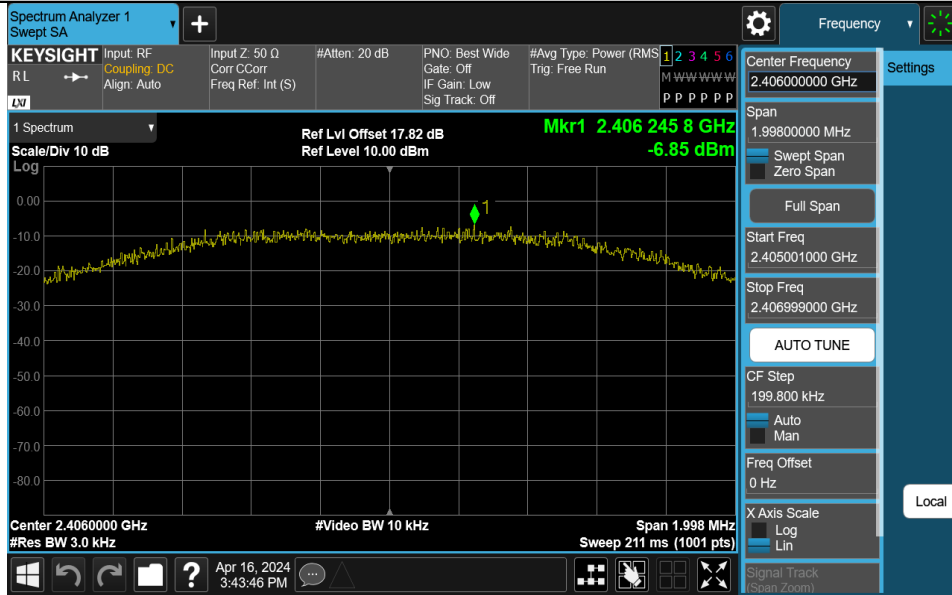 Spectrum Analyzer 1
Swept SA
+
Frequency
KEYSIGHT
R L
LXI
Input: RF
Coupling: DC
Align: Auto
Input Z: 50 Ω
Corr CCorr
Freq Ref: Int (S)
#Atten: 20 dB
PNO: Best Wide
Gate: Off
IF Gain: Low
Sig Track: Off
#Avg Type: Power (RMS
Trig: Free Run
1 2 3 4 5 6
M W W W W W
P P P P P P
Center Frequency
2.406000000 GHz
Settings
Span
1.99800000 MHz
Swept Span
Zero Span
Full Span
Start Freq
2.405001000 GHz
Stop Freq
2.406999000 GHz
AUTO TUNE
CF Step
199.800 kHz
Auto
Man
Freq Offset
0 Hz
X Axis Scale
Log
Lin
Signal Track
(Span Zoom)
Local
1 Spectrum
Scale/Div 10 dB
Log
Ref Lvl Offset 17.82 dB
Ref Level 10.00 dBm
Mkr1 2.406 245 8 GHz
-6.85 dBm
1
0.00
-10.0
-20.0
-30.0
-40.0
-50.0
-60.0
-70.0
-80.0
Center 2.4060000 GHz
#Res BW 3.0 kHz
#Video BW 10 kHz
Span 1.998 MHz
Sweep 211 ms (1001 pts)
?
Apr 16, 2024
3:43:46 PM